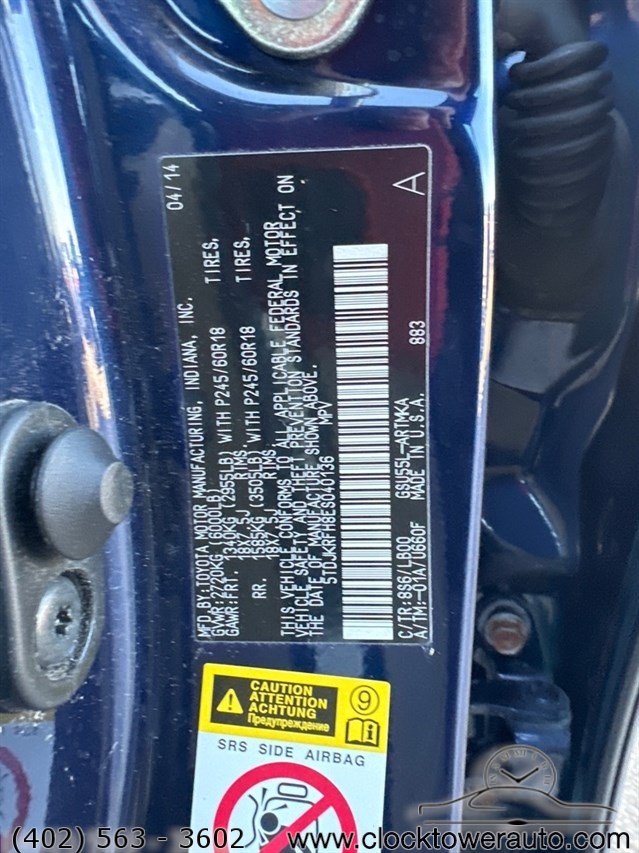 MFD. BY:TOYOTA MOTOR MANUFACTURING, INDIANA, INC. 04/14
GVWR:2720KG (6000LB)
GAWR:FRT. 1340KG (2955LB) WITH P245/60R18 TIRES,
18X7.5J RIMS,
RR. 1585KG (3505LB) WITH P245/60R18 TIRES,
18X7.5J RIMS,
THIS VEHICLE CONFORMS TO ALL APPLICABLE FEDERAL MOTOR
VEHICLE SAFETY AND THEFT PREVENTION STANDARDS IN EFFECT ON
THE DATE OF MANUFACTURE SHOWN ABOVE.
5TDJKRFH8ES040136 MPV
C/TR:8S6/LB00 GSU55L-ARTMKA 883 A
A/TM:-01A/U660F MADE IN U.S.A.
CAUTION
ATTENTION
ACHTUNG
Предупреждение
9
i
SRS SIDE AIRBAG
(402) 563 - 3602 www.clocktowerauto.com